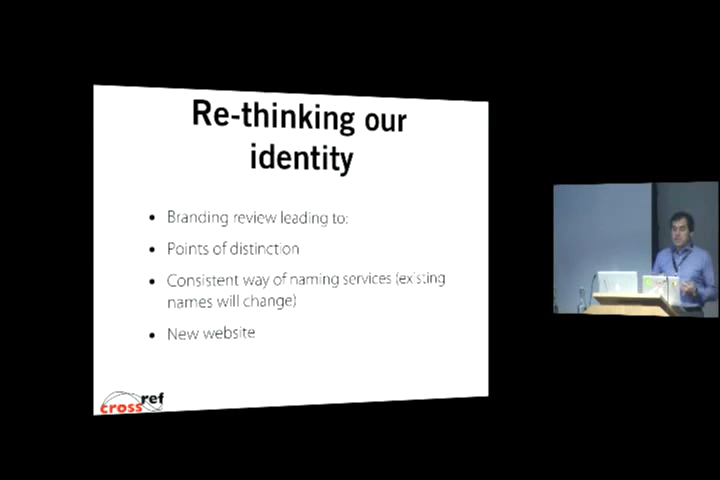 Re-thinking our
identity
• Branding review leading to:
• Points of distinction
• Consistent way of naming services (existing
names will change)
• New website
crossref